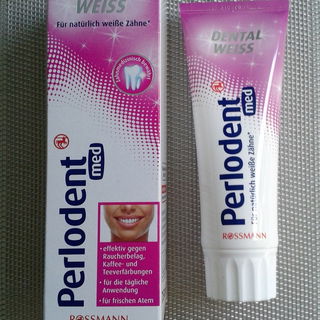 WEISS
Für natürlich weiße Zähne*
Perlodent
med
• effektiv gegen
Raucherbelag,
Kaffee- und
Teeverfärbungen
• für die tägliche
Anwendung
• für frischen Atem
ROSSMANN
DENTAL
WEISS
Perlodent
med
Für natürlich weiße Zähne*
ROSSMANN